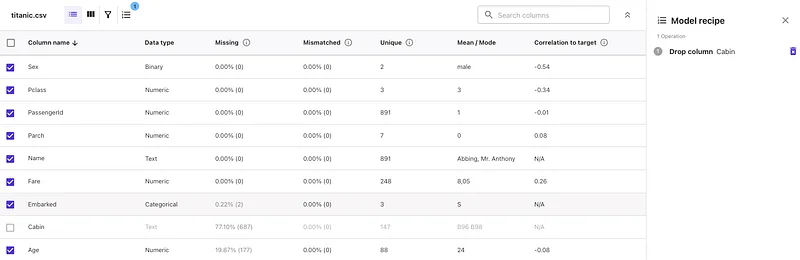 titanic.csv
1
Search columns
Model recipe
1 Operation
1 Drop column Cabin
Column name Data type Missing Mismatched Unique Mean / Mode Correlation to target
Sex Binary 0.00% (0) 0.00% (0) 2 male -0.54
Pclass Numeric 0.00% (0) 0.00% (0) 3 3 -0.34
PassengerId Numeric 0.00% (0) 0.00% (0) 891 1 -0.01
Parch Numeric 0.00% (0) 0.00% (0) 7 0 0.08
Name Text 0.00% (0) 0.00% (0) 891 Abbing, Mr. Anthony N/A
Fare Numeric 0.00% (0) 0.00% (0) 248 8,05 0.26
Embarked Categorical 0.22% (2) 0.00% (0) 3 S N/A
Cabin Text 77.10% (687) 0.00% (0) 147 B96 B98 N/A
Age Numeric 19.87% (177) 0.00% (0) 88 24 -0.08